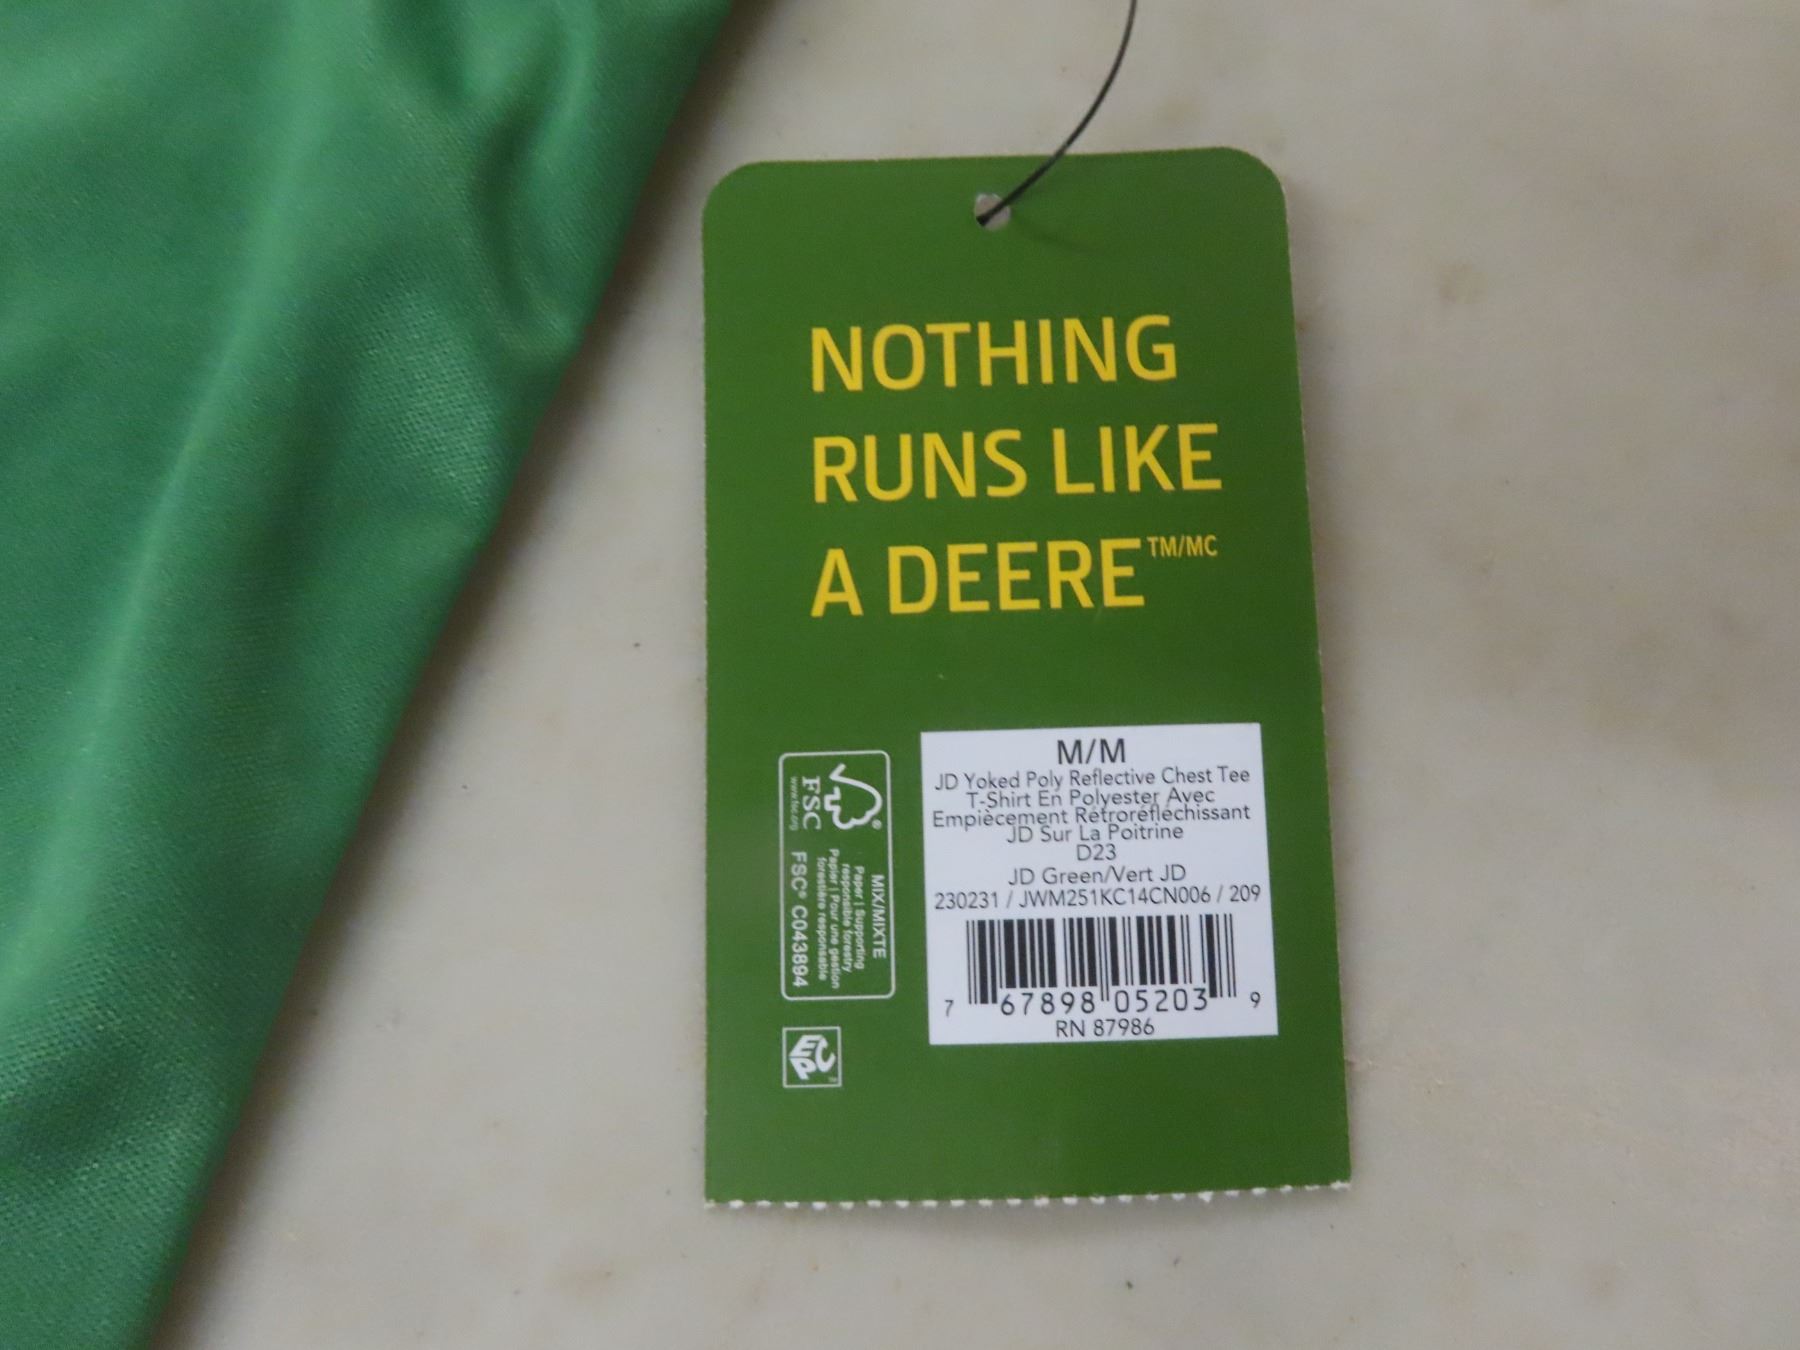 NOTHING
RUNS LIKE
A DEERE™/MC
M/M
JD Yoked Poly Reflective Chest Tee
T-Shirt En Polyester Avec
Empiècement Rétroréfléchissant
JD Sur La Poitrine
D23
JD Green/Vert JD
230231 / JWM251KC14CN006 / 209
7 67898 05203 9
RN 87986
FSC®
www.fsc.org
MIX/MIXTE
Paper | Supporting
responsible forestry
Papier | Pour une gestion
forestière responsable
FSC® C043894
ECP™